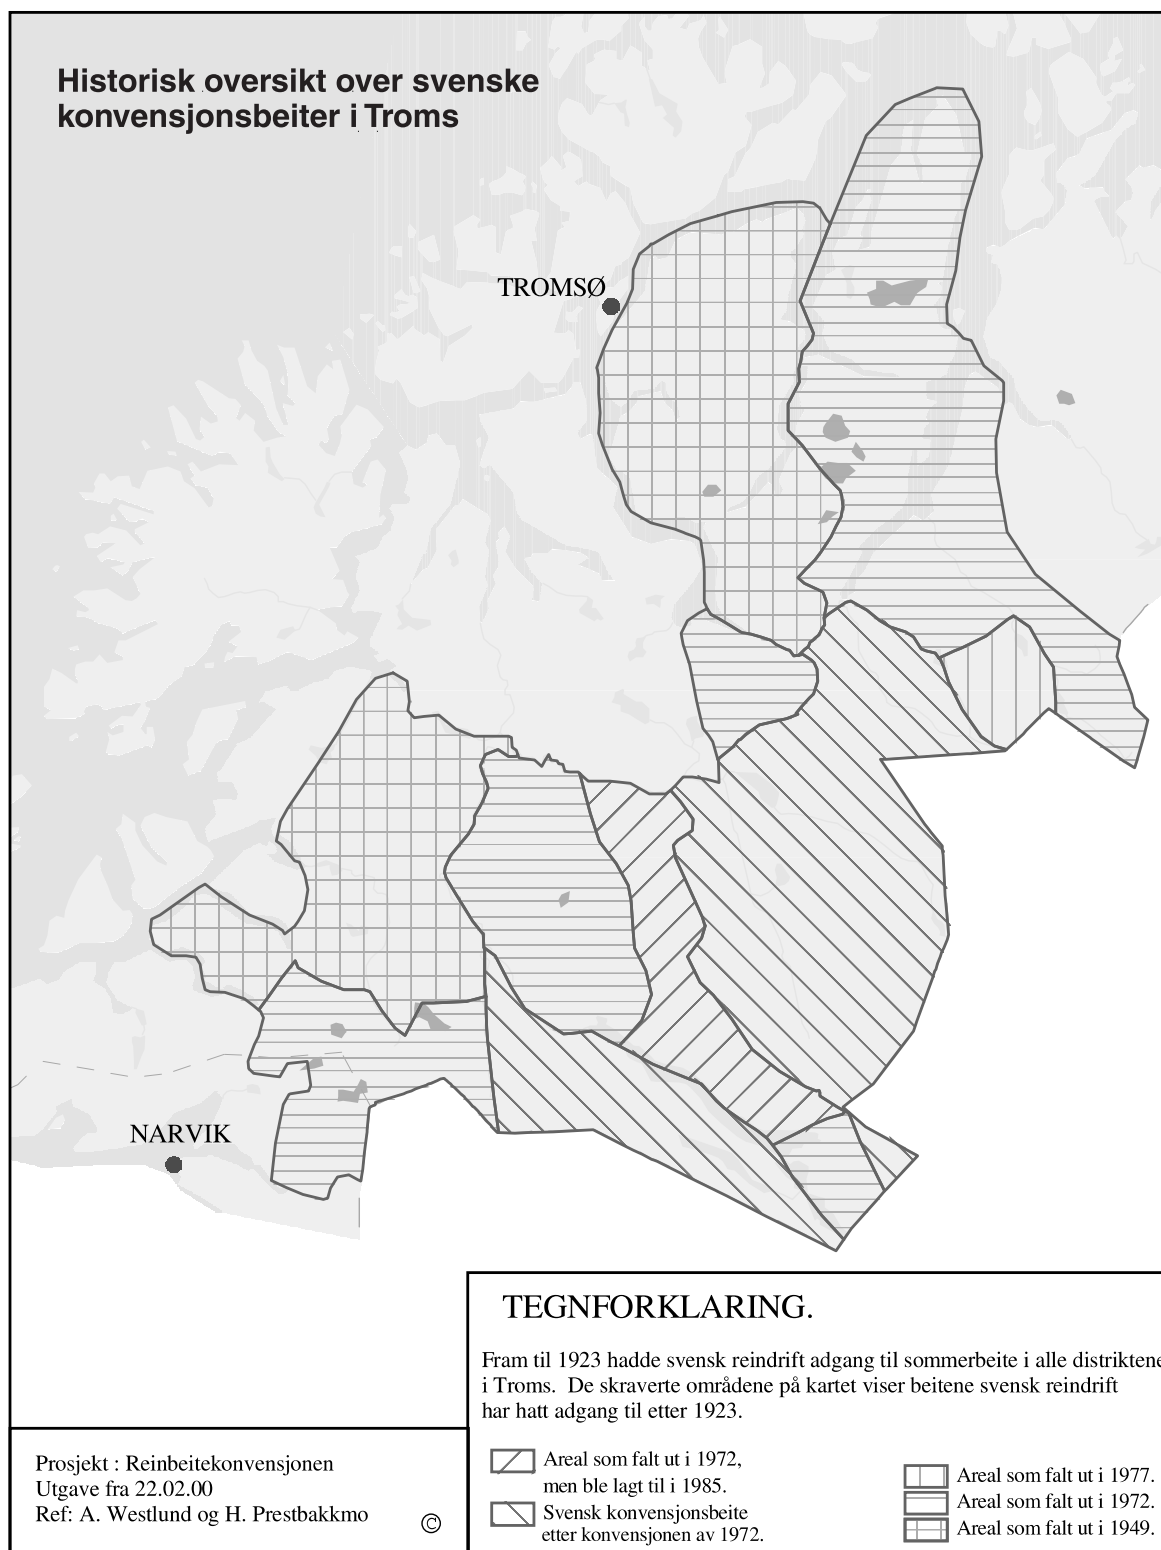 Historisk oversikt over svenske
konvensjonsbeiter i Troms
TROMSØ
NARVIK
TEGNFORKLARING.
Fram til 1923 hadde svensk reindrift adgang til sommerbeite i alle distriktene
i Troms. De skraverte områdene på kartet viser beitene svensk reindrift
har hatt adgang til etter 1923.
Areal som falt ut i 1972,
men ble lagt til i 1985.
Svensk konvensjonsbeite
etter konvensjonen av 1972.
Areal som falt ut i 1977.
Areal som falt ut i 1972.
Areal som falt ut i 1949.
Prosjekt : Reinbeitekonvensjonen
Utgave fra 22.02.00
Ref: A. Westlund og H. Prestbakkmo
©